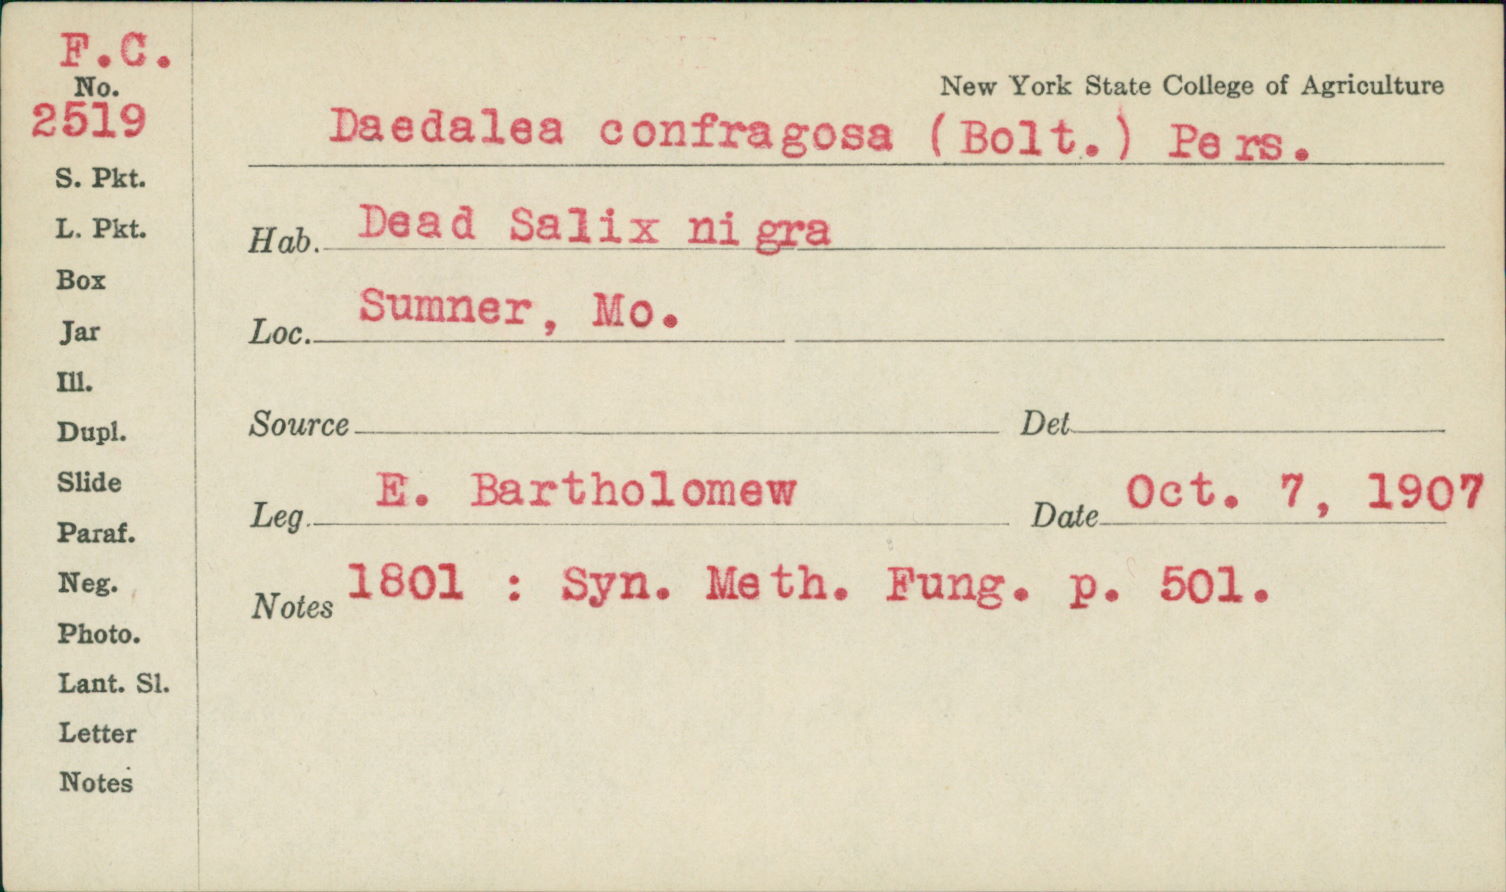 F.C.
No.
2519
S. Pkt.
L. Pkt.
Box
Jar
Ill.
Dupl.
Slide
Paraf.
Neg.
Photo.
Lant. Sl.
Letter
Notes
New York State College of Agriculture
Daedalea confragosa (Bolt.) Pers.
Hab. Dead Salix nigra
Loc. Sumner, Mo.
Source Det
Leg. E. Bartholomew Date Oct. 7, 1907
Notes 1801 : Syn. Meth. Fung. p. 501.